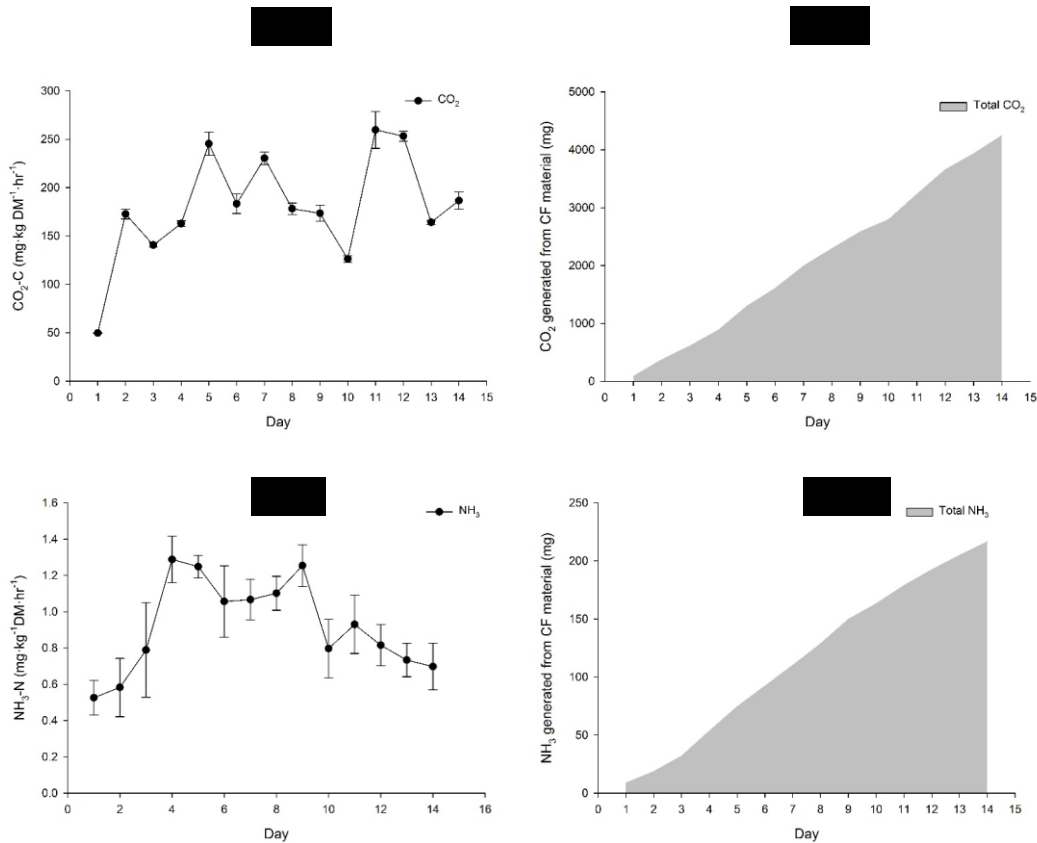 CO₂
300
250
200
150
100
50
0
CO₂-C (mg·kg DM⁻¹·hr⁻¹)
0 1 2 3 4 5 6 7 8 9 10 11 12 13 14 15
Day
Total CO₂
5000
4000
3000
2000
1000
0
CO₂ generated from CF material (mg)
0 1 2 3 4 5 6 7 8 9 10 11 12 13 14 15
Day
NH₃
1.6
1.4
1.2
1.0
0.8
0.6
0.4
0.2
0.0
NH₃-N (mg·kg⁻¹DM·hr⁻¹)
0 2 4 6 8 10 12 14 16
Day
Total NH₃
250
200
150
100
50
0
NH₃ generated from CF material (mg)
0 1 2 3 4 5 6 7 8 9 10 11 12 13 14 15
Day